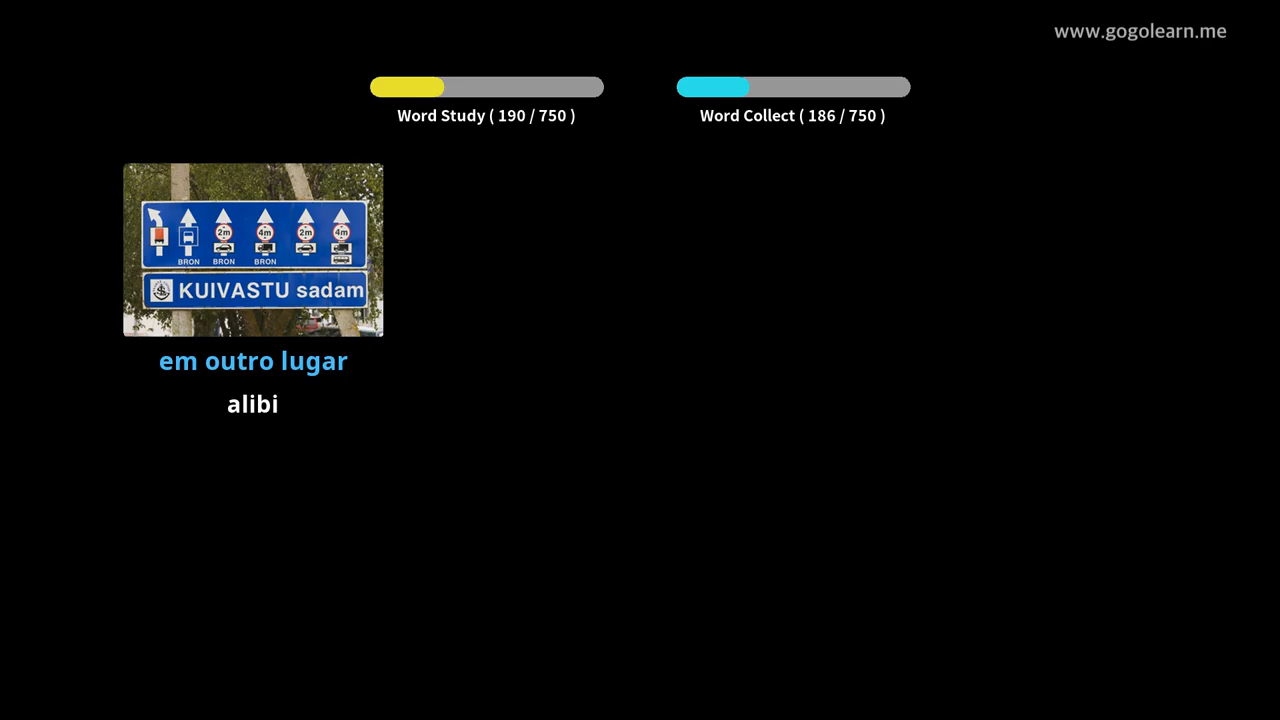 www.gogolearn.me
Word Study ( 190 / 750 )
Word Collect ( 186 / 750 )
2m 4m 2m 4m
BRON BRON BRON
KUIVASTU sadam
em outro lugar
alibi